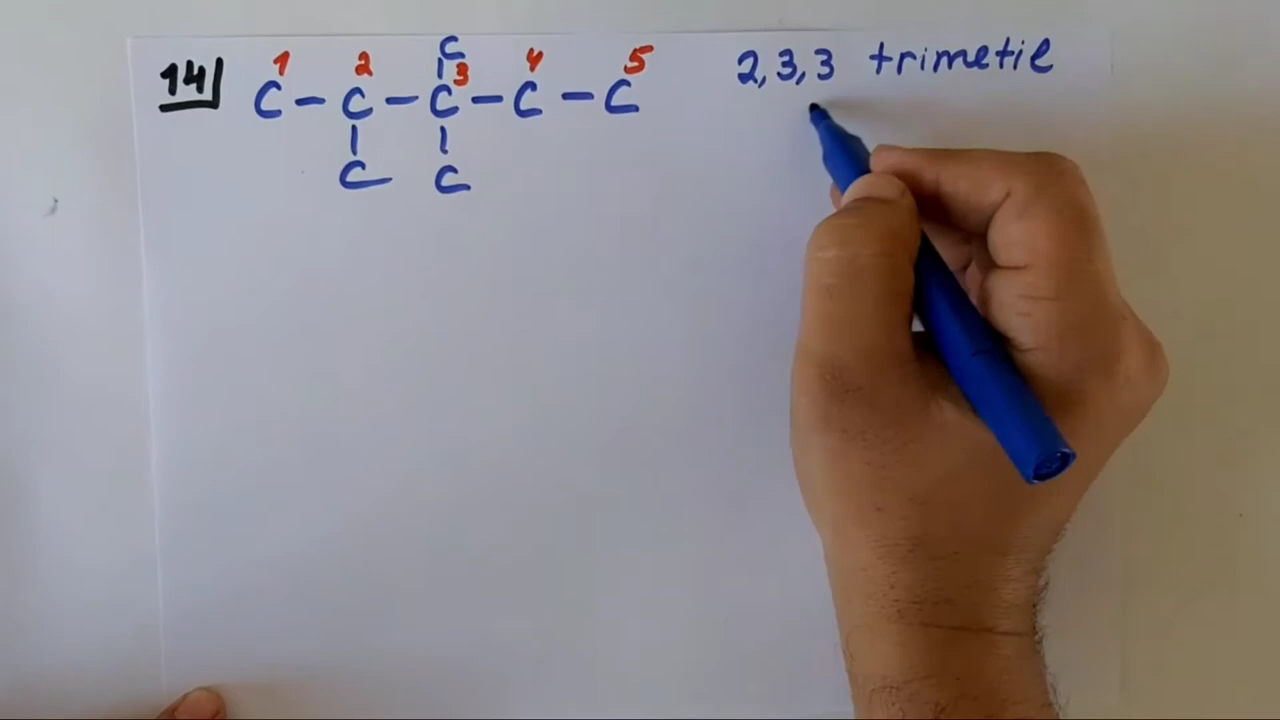 C
14 1 2 3 4 5 2,3,3 trimetil
C - C - C - C - C
C C